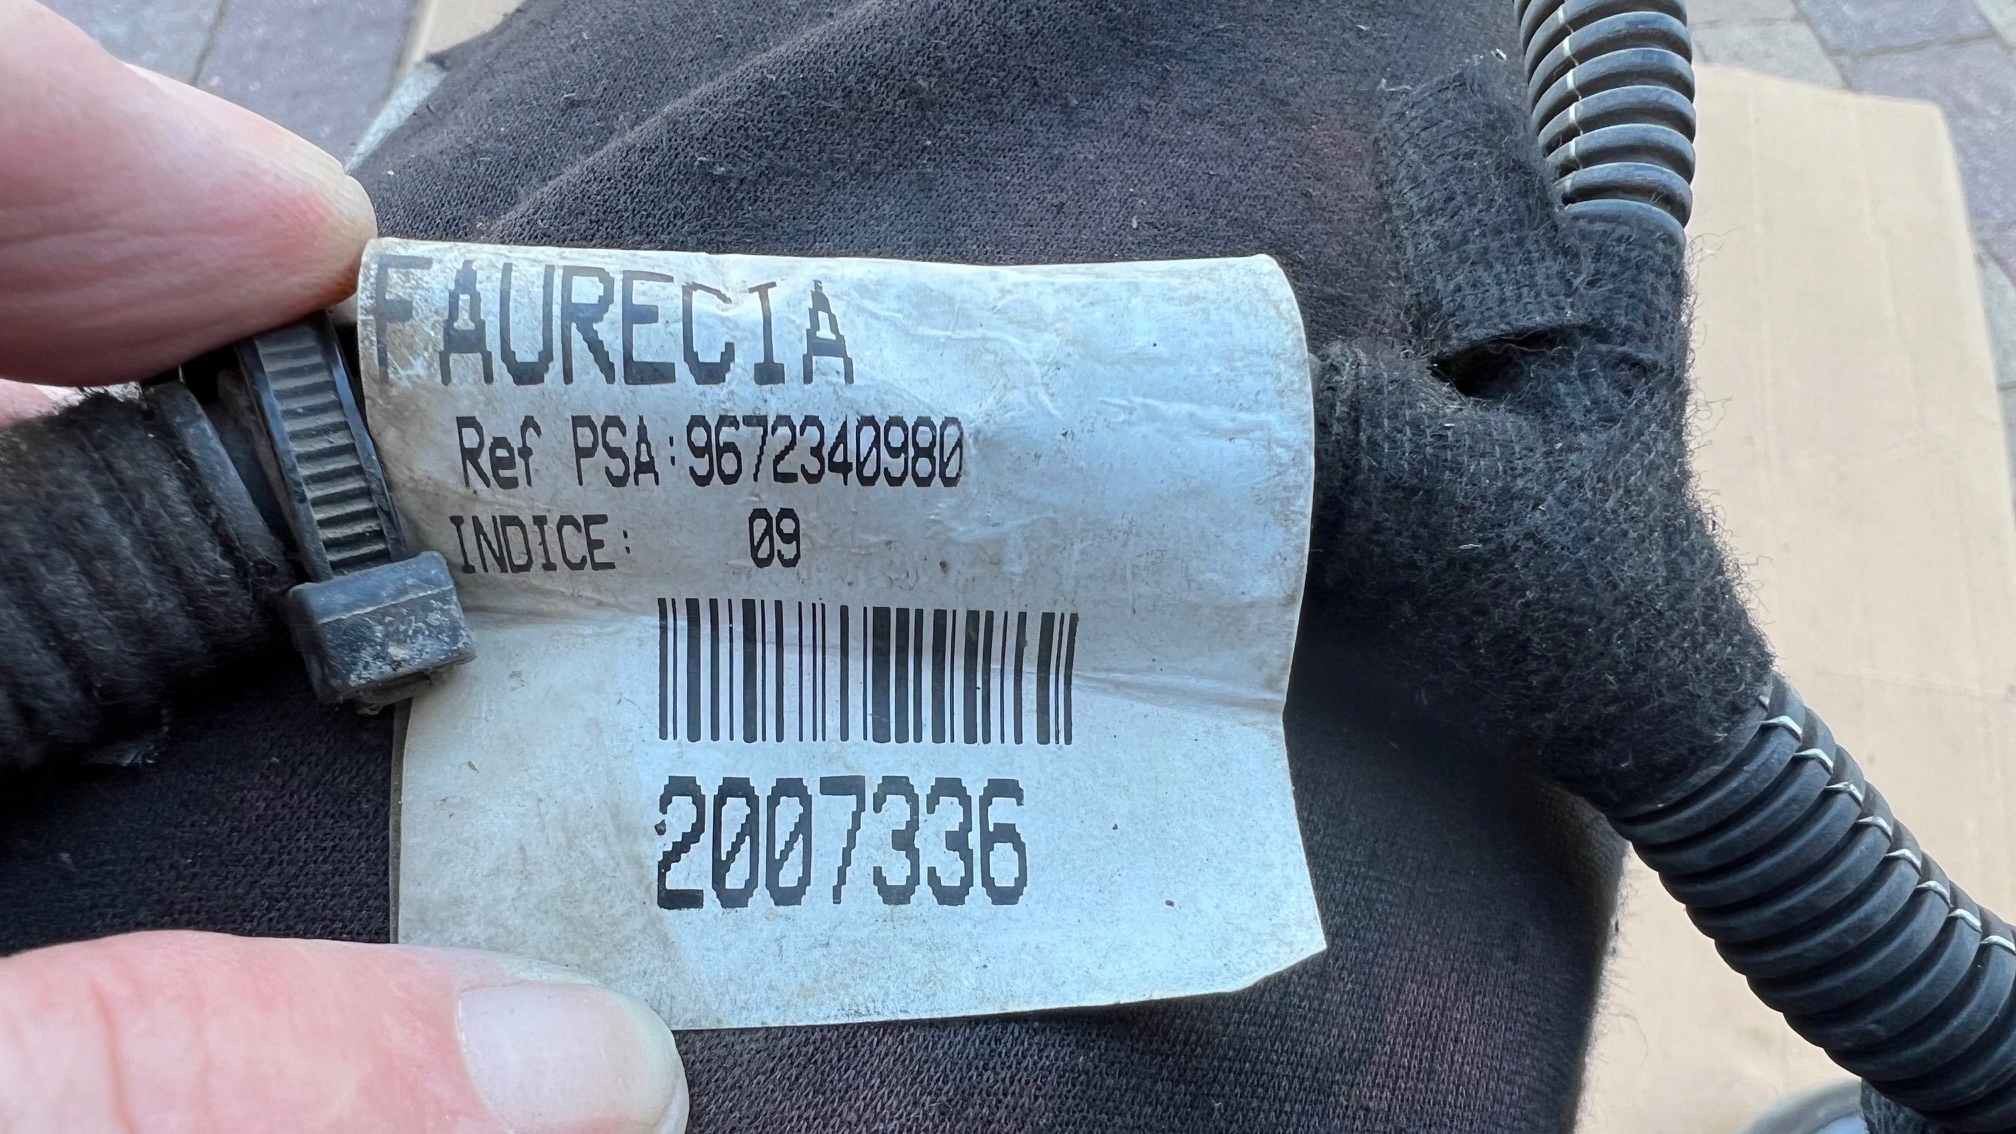 FAURECIA
Ref PSA:9672340980
INDICE: 09
2007336